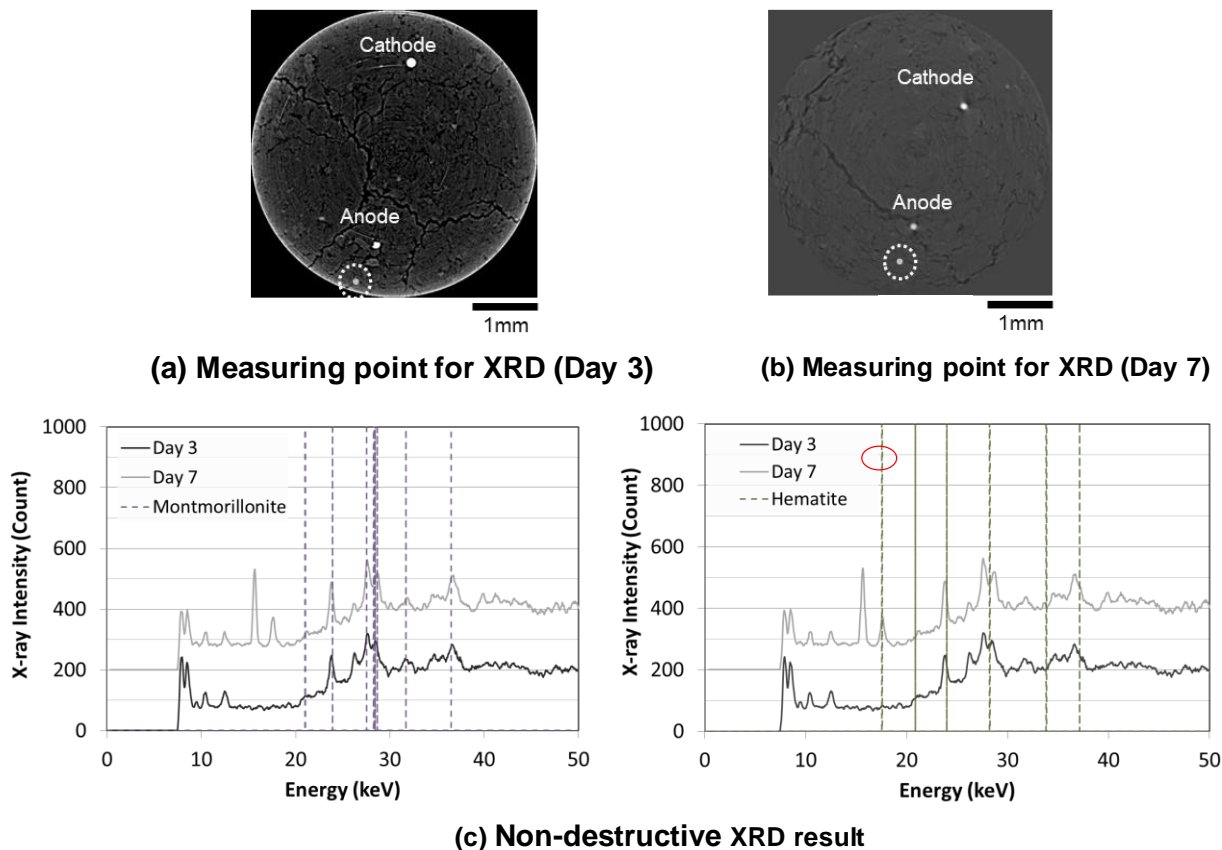 Cathode
Anode
1mm
Cathode
Anode
1mm
(a) Measuring point for XRD (Day 3)
(b) Measuring point for XRD (Day 7)
X-ray Intensity (Count)
1000
800
600
400
200
0
Day 3
Day 7
Montmorillonite
0 10 20 30 40 50
Energy (keV)
X-ray Intensity (Count)
1000
800
600
400
200
0
Day 3
Day 7
Hematite
0 10 20 30 40 50
Energy (keV)
(c) Non-destructive XRD result